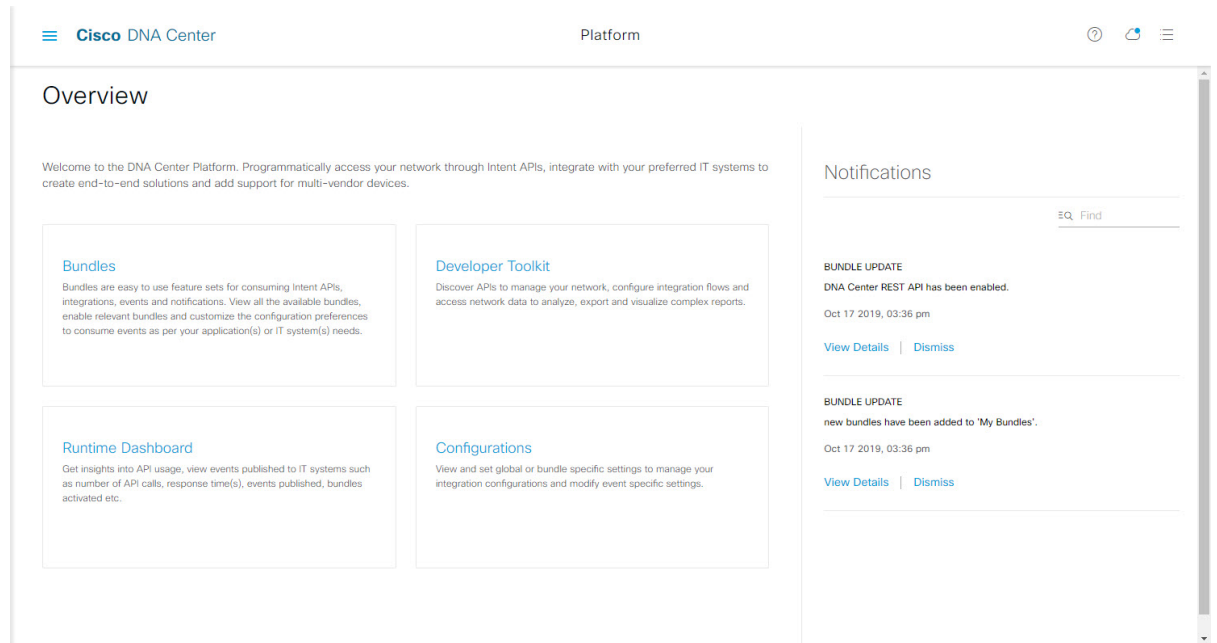 Cisco DNA Center
Platform
Overview
Welcome to the DNA Center Platform. Programmatically access your network through Intent APIs, integrate with your preferred IT systems to
create end-to-end solutions and add support for multi-vendor devices.
Bundles
Bundles are easy to use feature sets for consuming Intent APIs,
integrations, events and notifications. View all the available bundles,
enable relevant bundles and customize the configuration preferences
to consume events as per your application(s) or IT system(s) needs.
Developer Toolkit
Discover APIs to manage your network, configure integration flows and
access network data to analyze, export and visualize complex reports.
Runtime Dashboard
Get insights into API usage, view events published to IT systems such
as number of API calls, response time(s), events published, bundles
activated etc.
Configurations
View and set global or bundle specific settings to manage your
integration configurations and modify event specific settings.
Notifications
Find
BUNDLE UPDATE
DNA Center REST API has been enabled.
Oct 17 2019, 03:36 pm
View Details | Dismiss
BUNDLE UPDATE
new bundles have been added to 'My Bundles'.
Oct 17 2019, 03:36 pm
View Details | Dismiss